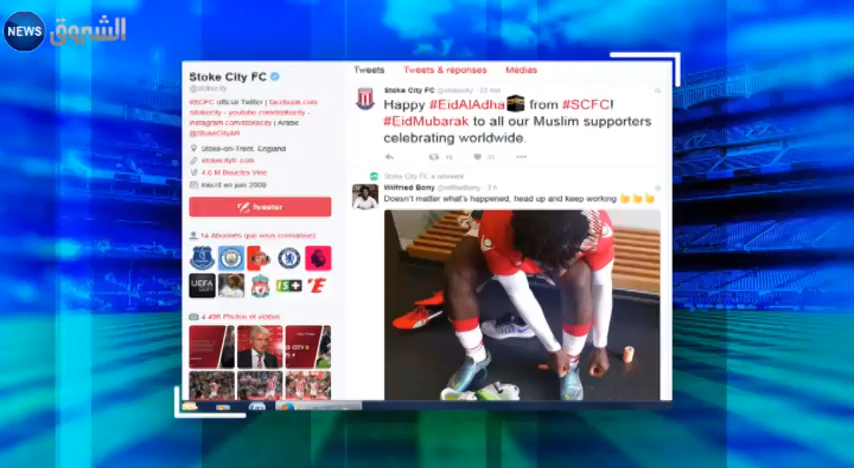 NEWS الشروق
Stoke City FC
@stokecity
#SCFC official Twitter | facebook.com
/stokecity - youtube.com/stokecity -
instagram.com/stokecity | Arabic
@StokeCityAR
Stoke-on-Trent, England
stokecityfc.com
Inscrit en juin 2009
Tweeter
14 Abonnés que vous connaissez
UEFA
.com
Photos et vidéos
Tweets Tweets & réponses Médias
Stoke City FC @stokecity
Happy #EidAlAdha from #SCFC!
#EidMubarak to all our Muslim supporters
celebrating worldwide.
Stoke City FC a retweeté
Wilfried Bony @wilfriedbony · 3 h
Doesn't matter what's happened, head up and keep working